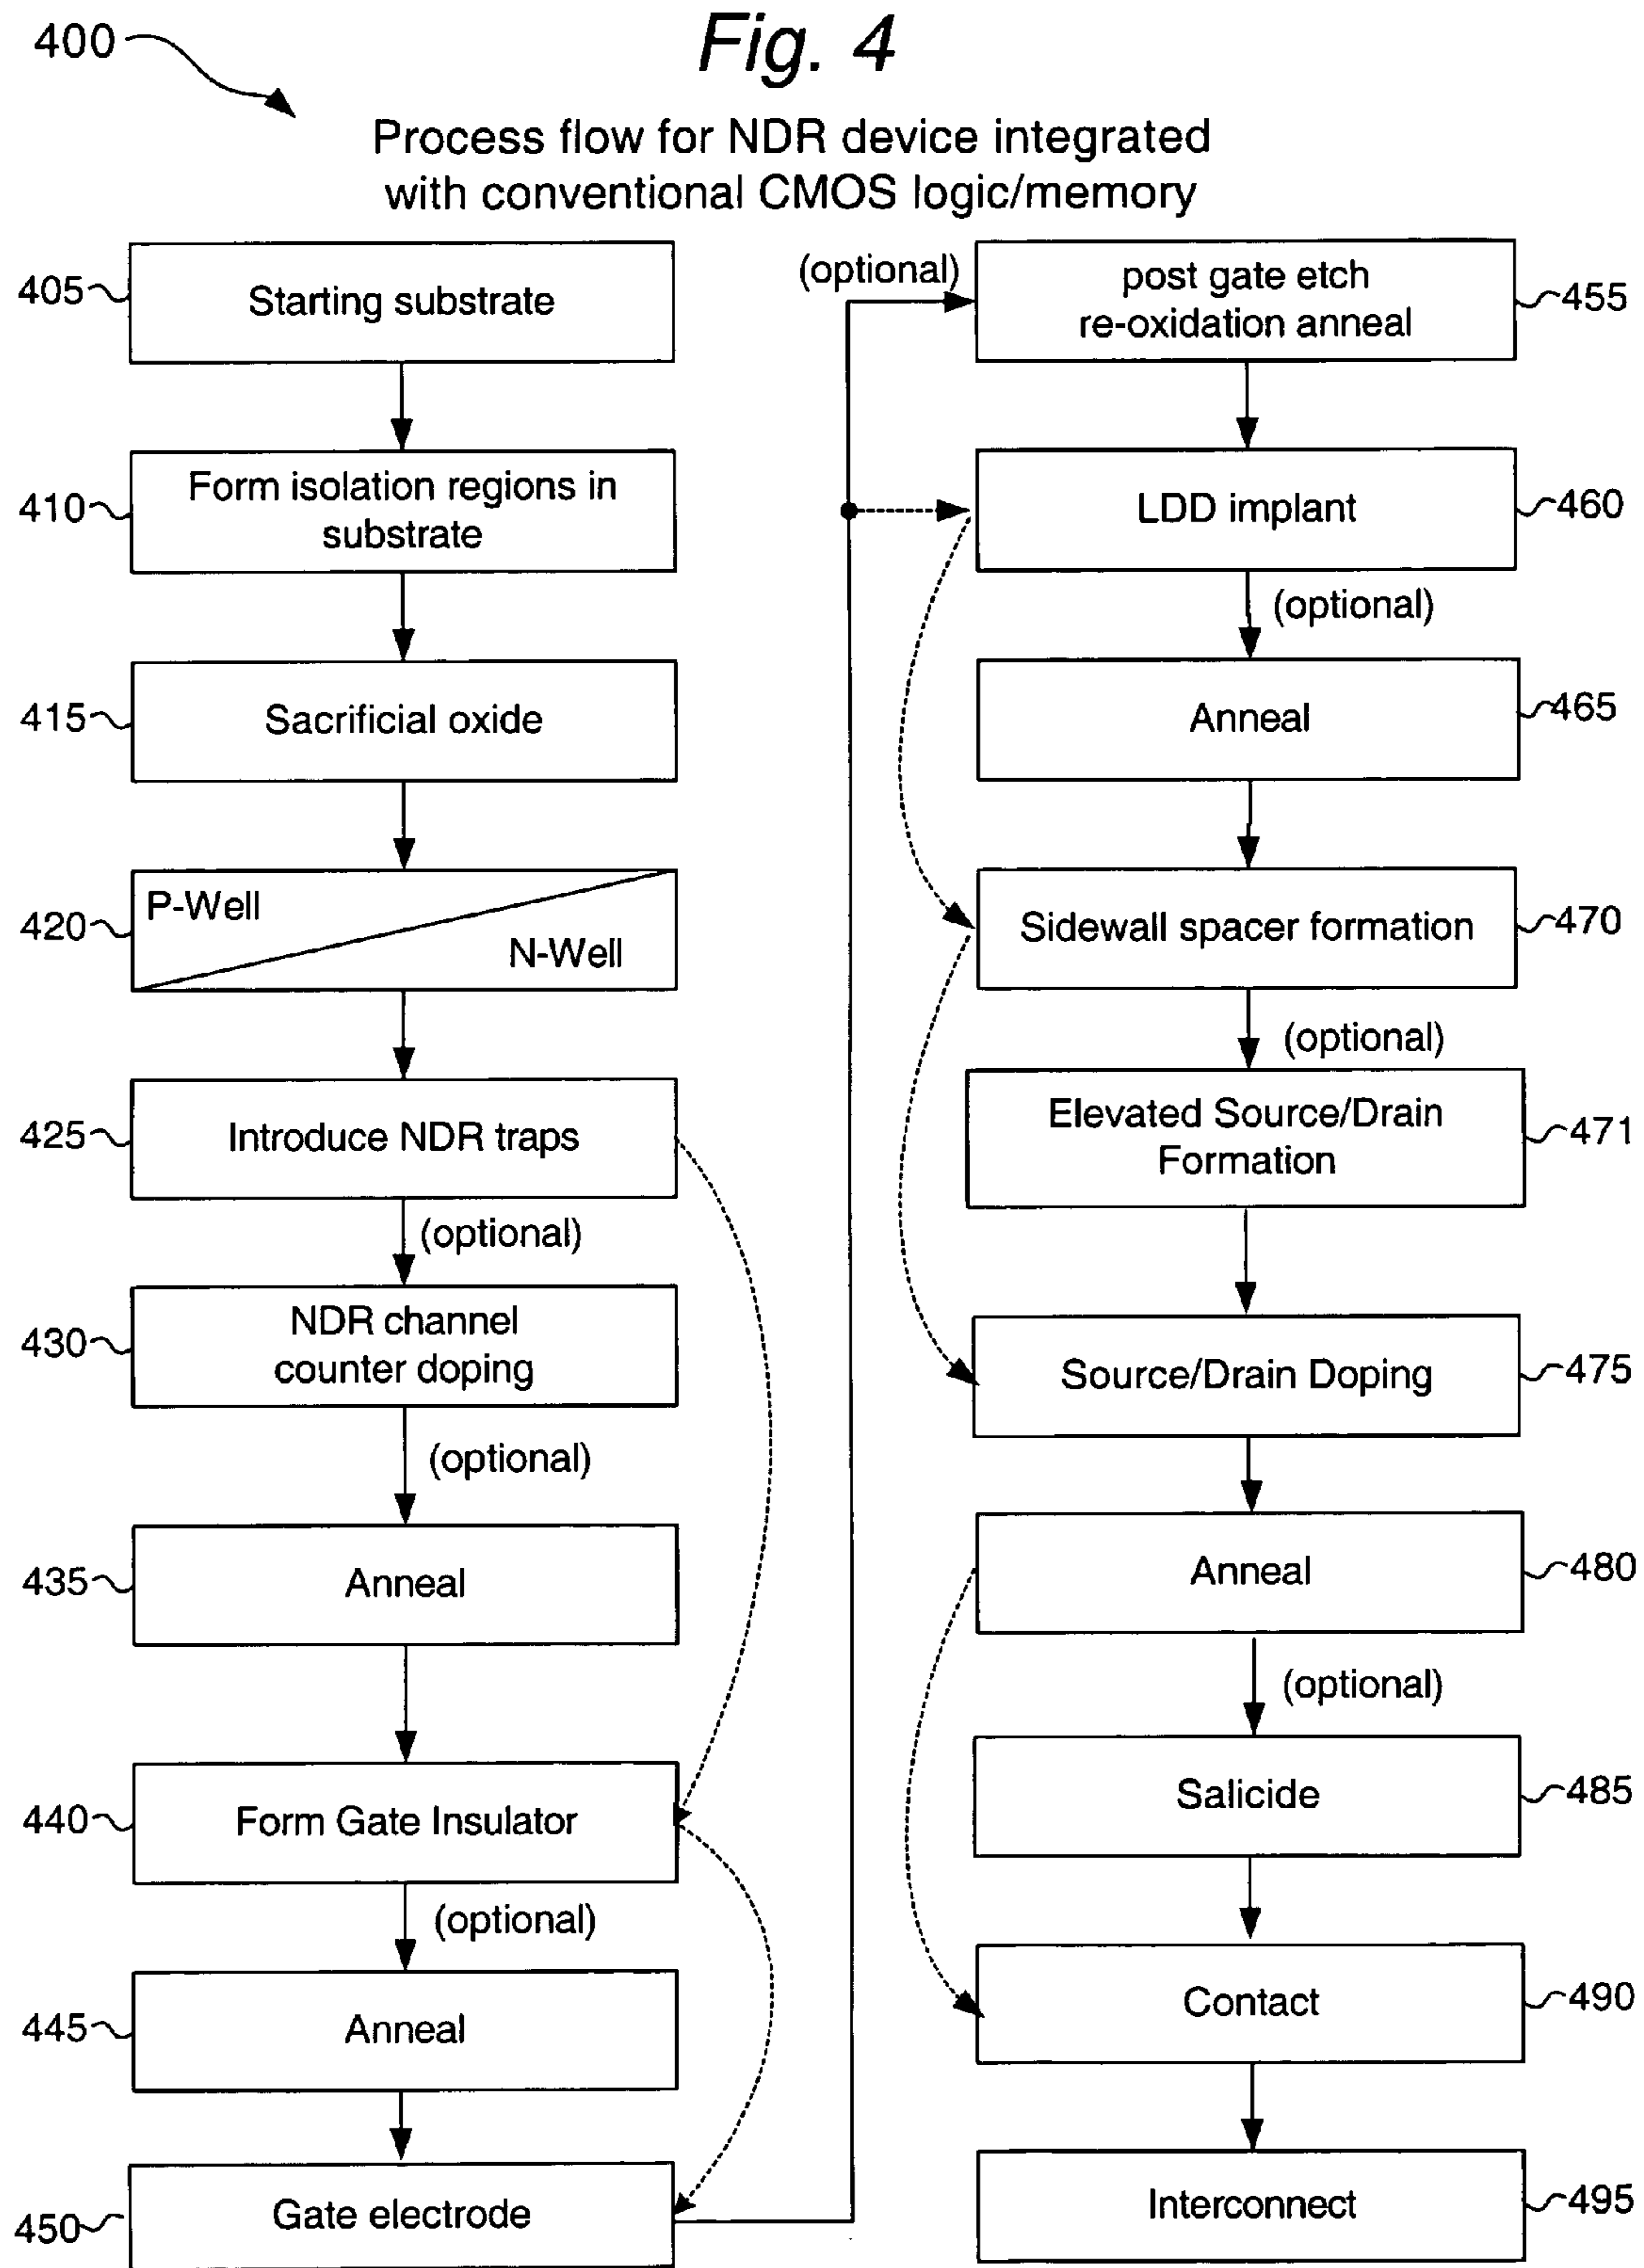 400
Fig. 4
Process flow for NDR device integrated
with conventional CMOS logic/memory
405
Starting substrate
410
Form isolation regions in
substrate
415
Sacrificial oxide
420
P-Well
N-Well
425
Introduce NDR traps
(optional)
430
NDR channel
counter doping
(optional)
435
Anneal
440
Form Gate Insulator
(optional)
445
Anneal
450
Gate electrode
(optional)
post gate etch
re-oxidation anneal
455
LDD implant
460
(optional)
Anneal
465
Sidewall spacer formation
470
(optional)
Elevated Source/Drain
Formation
471
Source/Drain Doping
475
Anneal
480
(optional)
Salicide
485
Contact
490
Interconnect
495